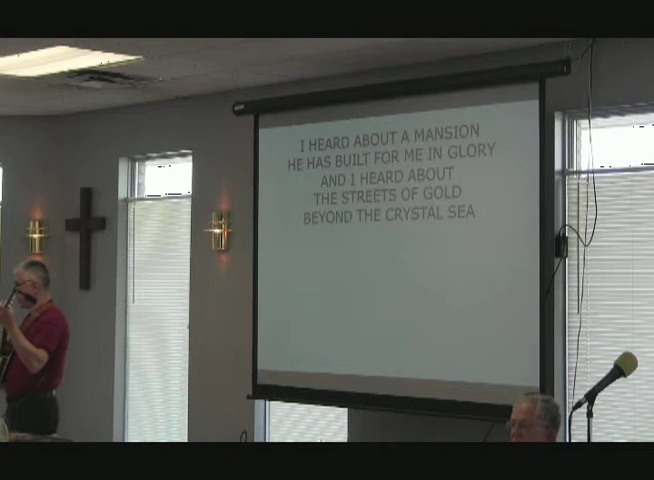 I HEARD ABOUT A MANSION
HE HAS BUILT FOR ME IN GLORY
AND I HEARD ABOUT
THE STREETS OF GOLD
BEYOND THE CRYSTAL SEA